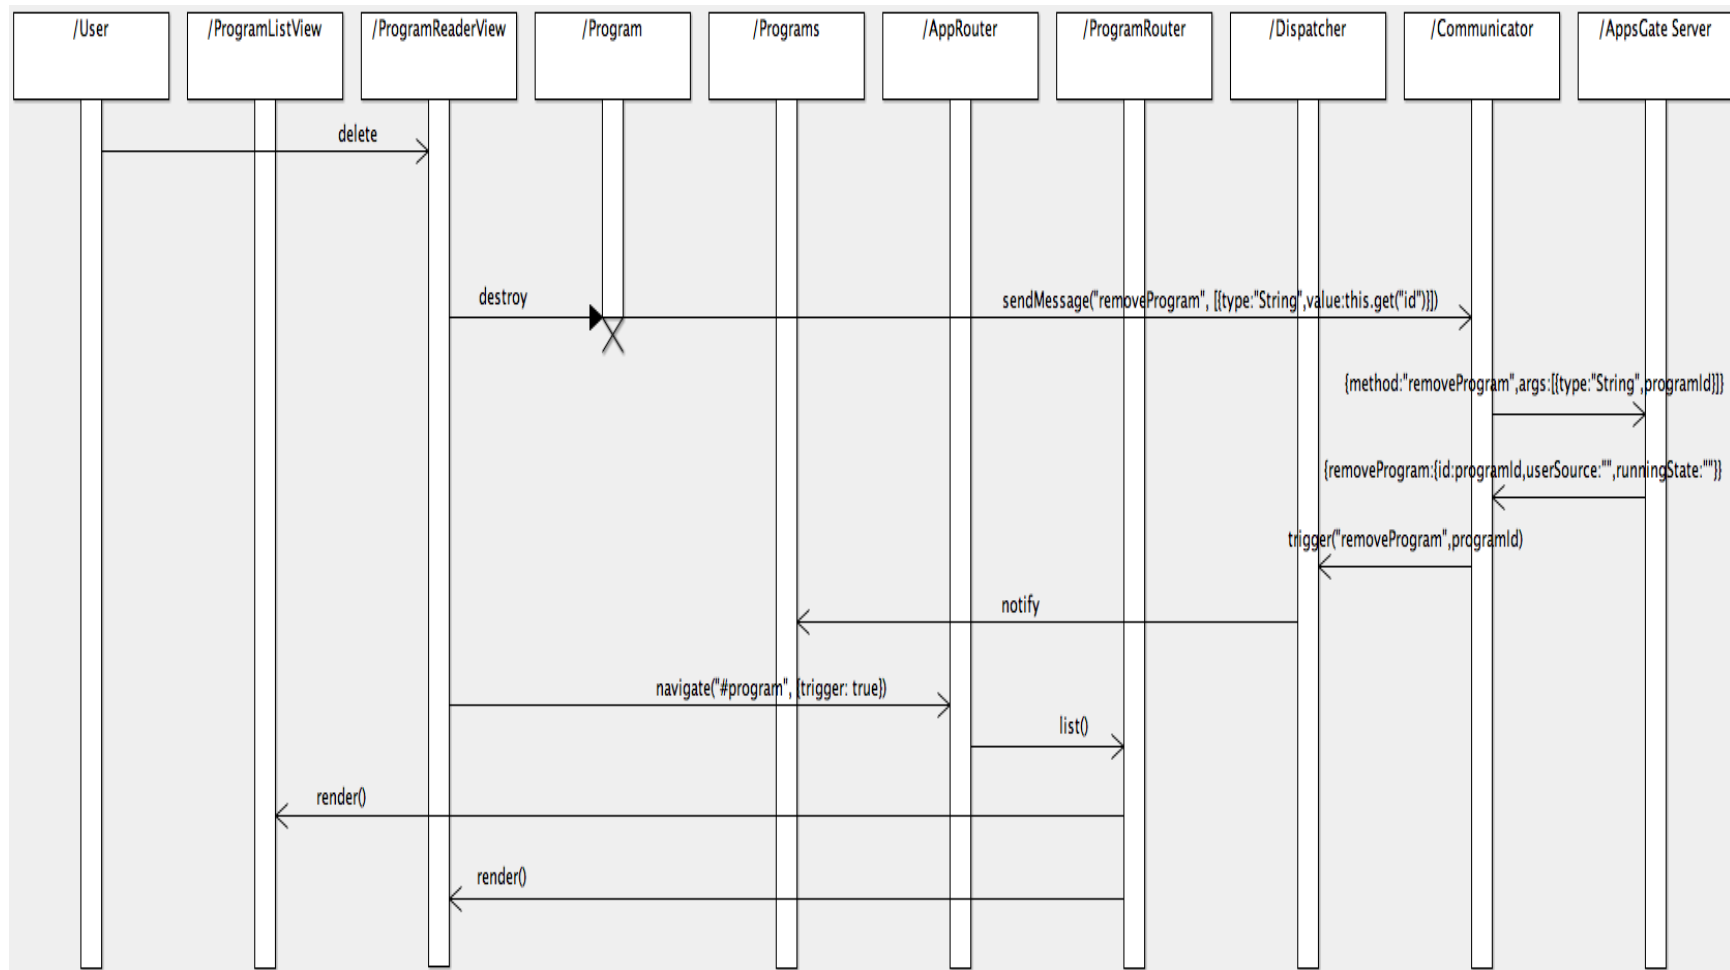 /User
/ProgramListView
/ProgramReaderView
/Program
/Programs
/AppRouter
/ProgramRouter
/Dispatcher
/Communicator
/AppsGate Server
delete
destroy
sendMessage("removeProgram", [{type:"String",value:this.get("id")}])
{method:"removeProgram",args:[{type:"String",programId}]}
{removeProgram:{id:programId,userSource:"",runningState:""}}
trigger("removeProgram",programId)
notify
navigate("#program", {trigger: true})
list()
render()
render()